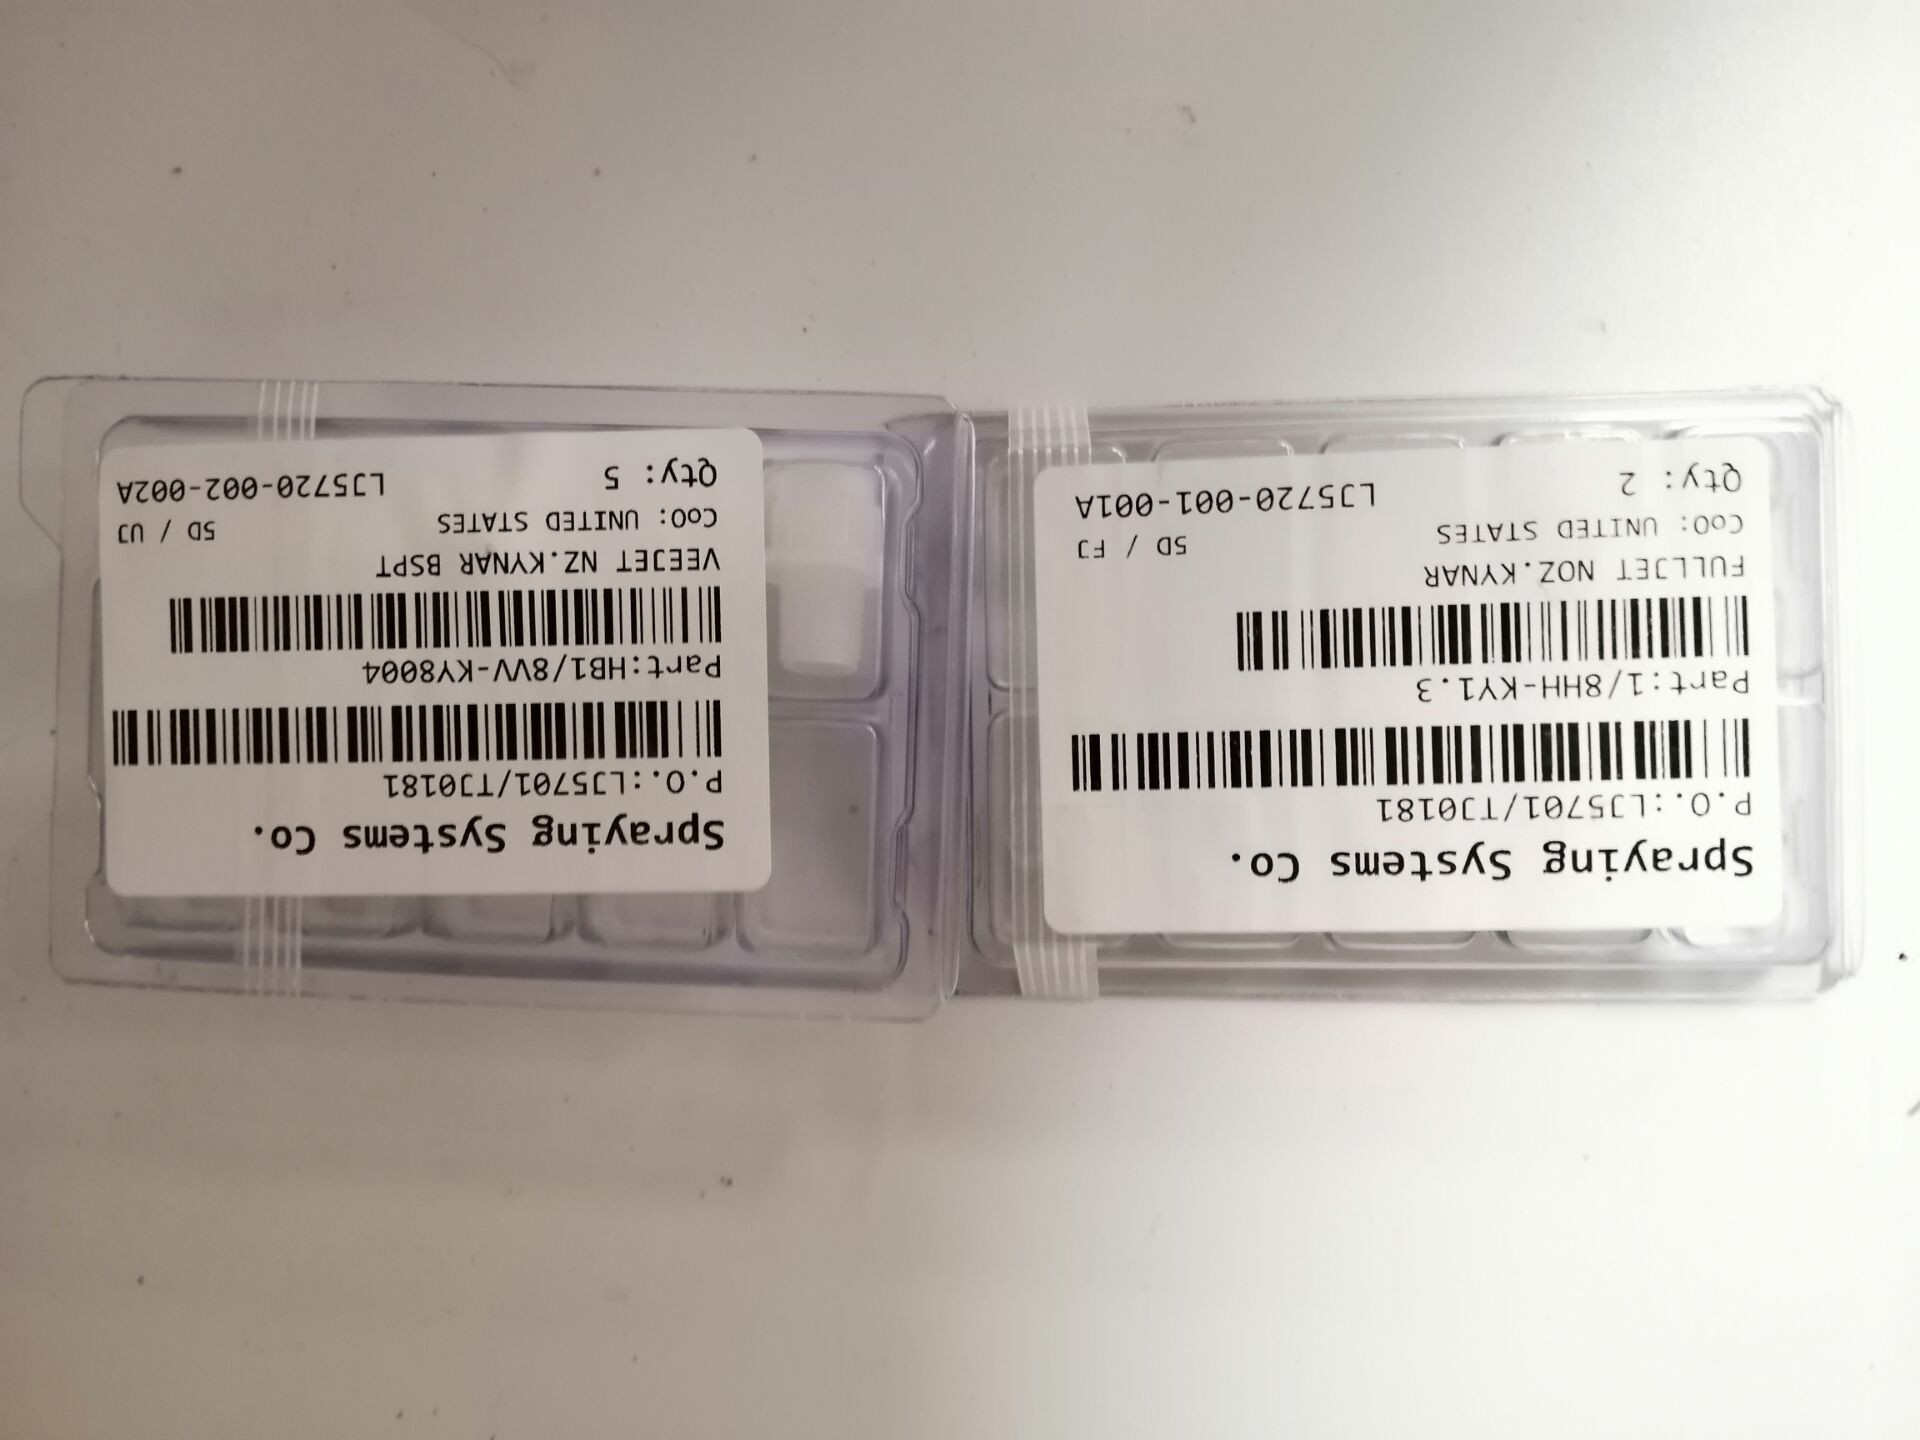 Spraying Systems Co.
P.O.:LJ5701/TJ0181
Part:1/8HH-KY1.3
FULLJET NOZ.KYNAR
CoO: UNITED STATES 5D / FJ
Qty: 2 LJ5720-001-001A
Spraying Systems Co.
P.O.:LJ5701/TJ0181
Part:HB1/8VV-KY8004
VEEJET NZ.KYNAR BSPT
CoO: UNITED STATES 5D / UJ
Qty: 5 LJ5720-002-002A